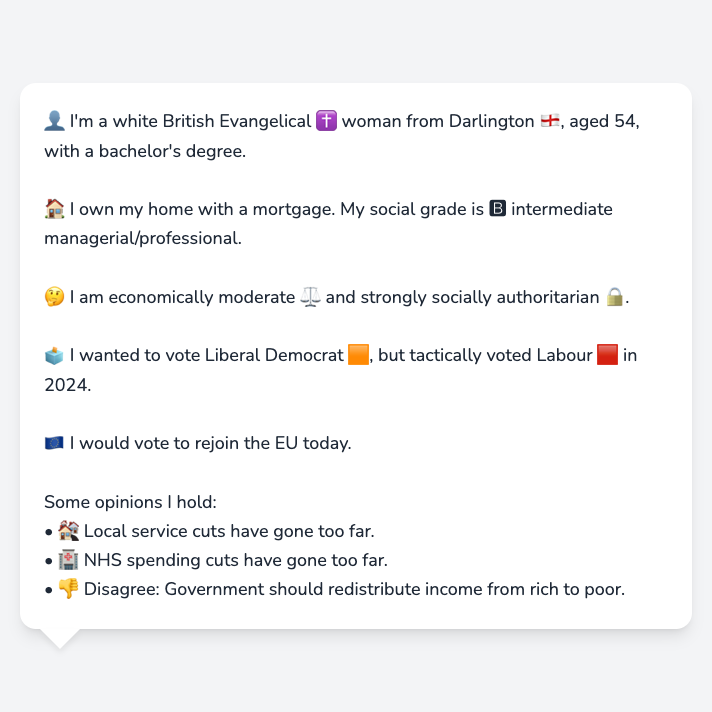 👤 I'm a white British Evangelical ✝️ woman from Darlington 🏴󠁧󠁢󠁥󠁮󠁧󠁿, aged 54,
with a bachelor's degree.
🏠 I own my home with a mortgage. My social grade is 🅱 intermediate
managerial/professional.
🤔 I am economically moderate ⚖️ and strongly socially authoritarian 🔒.
🗳️ I wanted to vote Liberal Democrat 🟧, but tactically voted Labour 🟥 in
2024.
🇪🇺 I would vote to rejoin the EU today.
Some opinions I hold:
• 🏘️ Local service cuts have gone too far.
• 🏥 NHS spending cuts have gone too far.
• 👎 Disagree: Government should redistribute income from rich to poor.